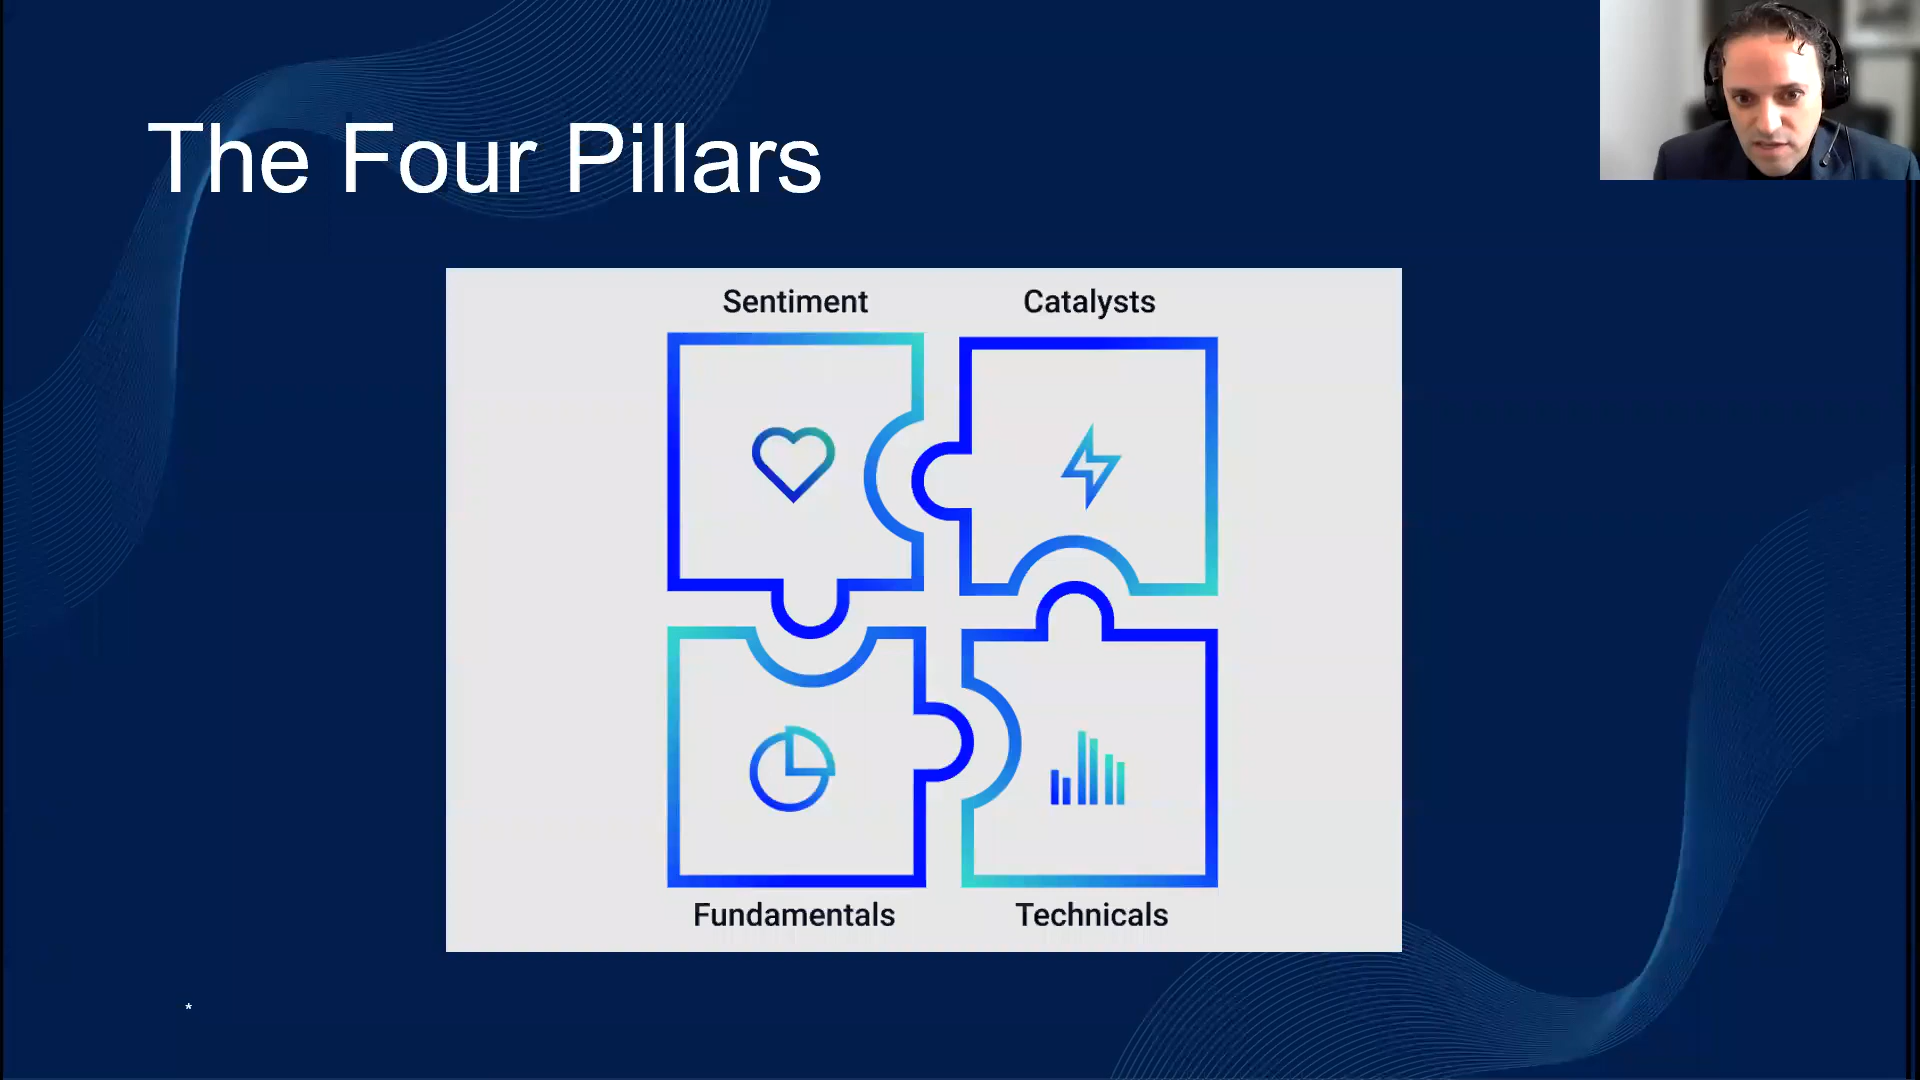 The Four Pillars
Sentiment
Catalysts
Fundamentals
Technicals
*